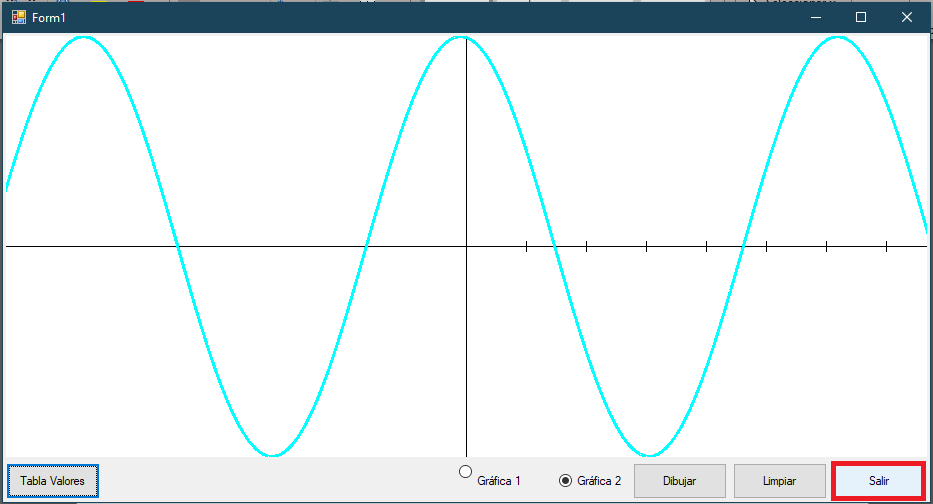 Form1
Tabla Valores
Gráfica 1
Gráfica 2
Dibujar
Limpiar
Salir